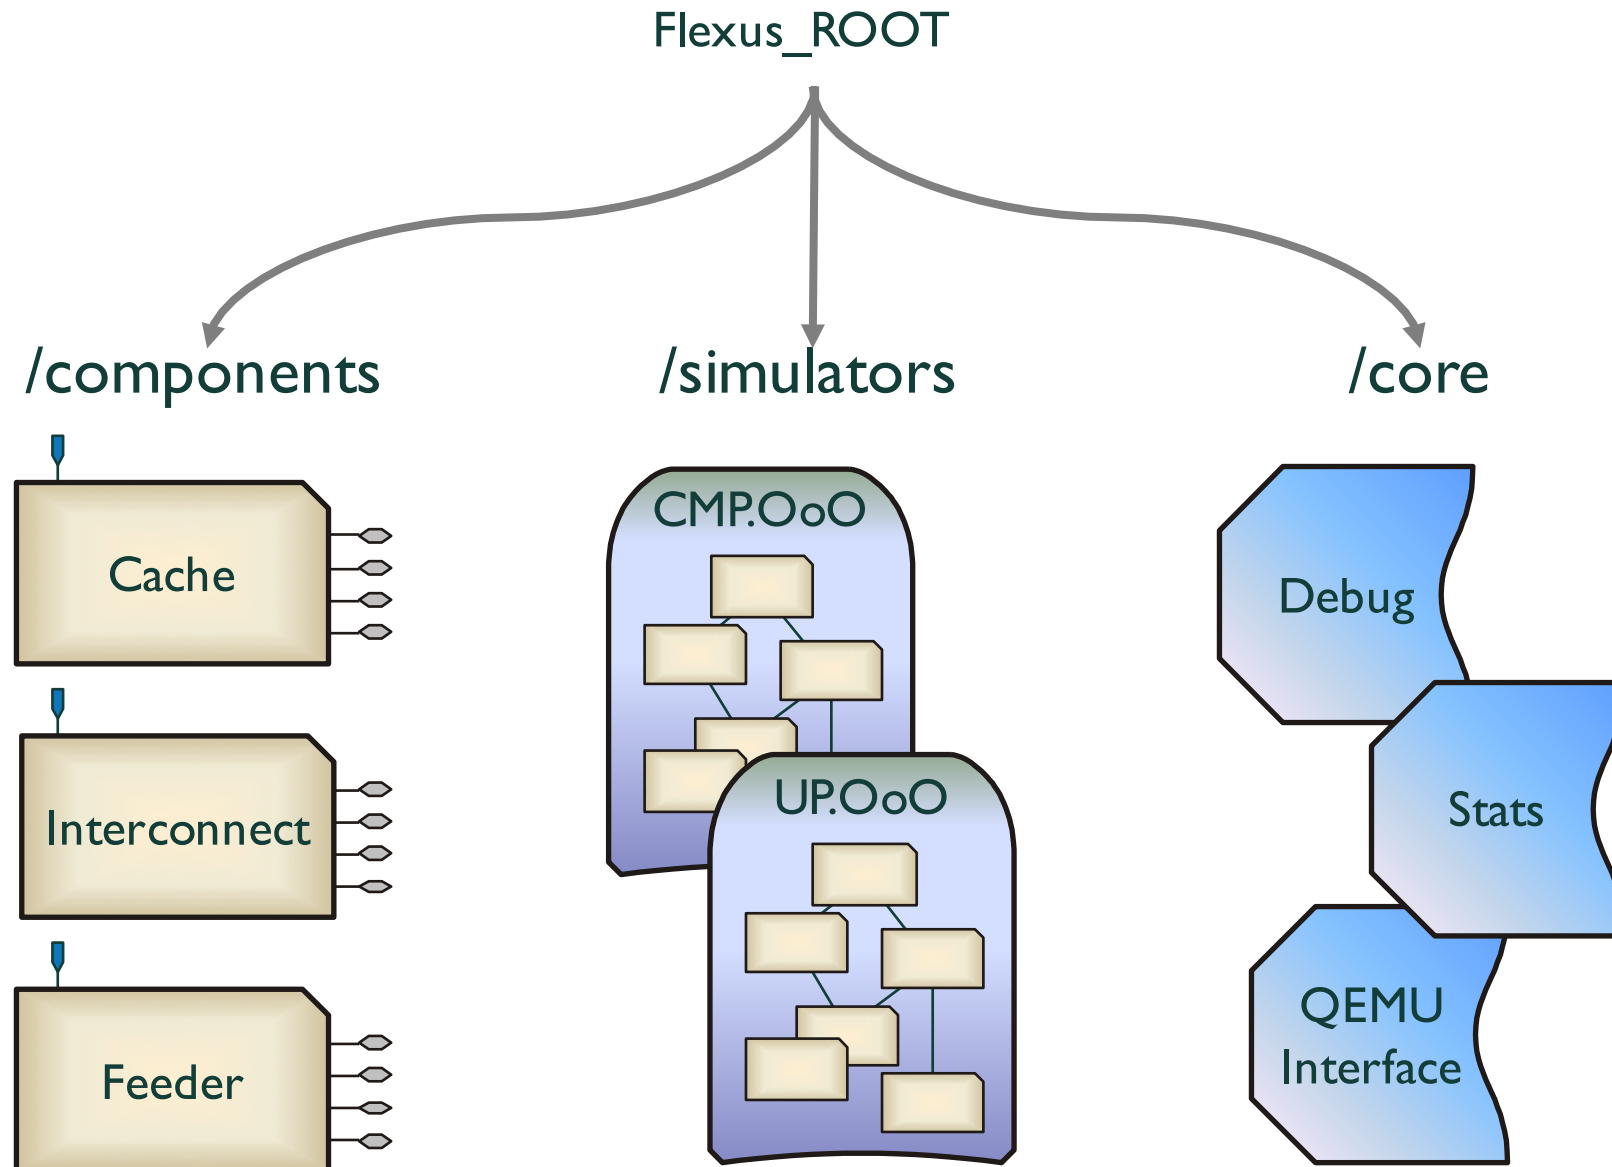 Flexus_ROOT
/components
/simulators
/core
Cache
Interconnect
Feeder
CMP.OoO
UP.OoO
Debug
Stats
QEMU
Interface